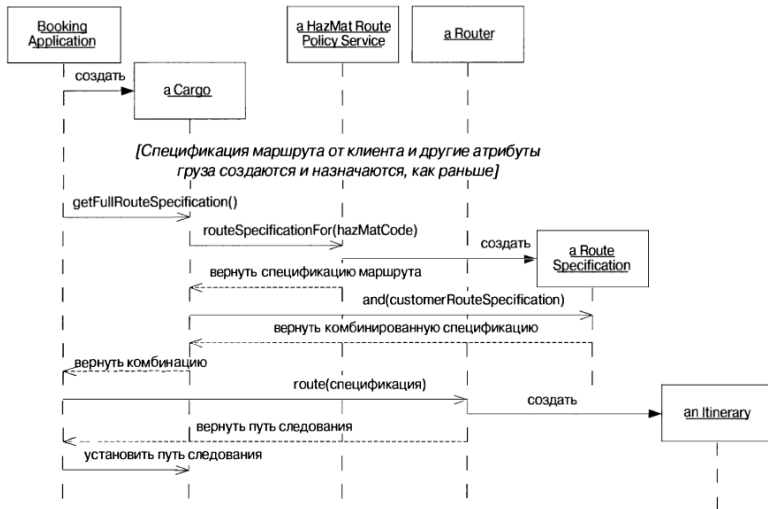 Booking
Application
a HazMat Route
Policy Service
a Router
создать
a Cargo
[Спецификация маршрута от клиента и другие атрибуты
груза создаются и назначаются, как раньше]
getFullRouteSpecification()
routeSpecificationFor(hazMatCode)
создать
a Route
Specification
вернуть спецификацию маршрута
and(customerRouteSpecification)
вернуть комбинированную спецификацию
вернуть комбинацию
route(спецификация)
создать
an Itinerary
вернуть путь следования
установить путь следования